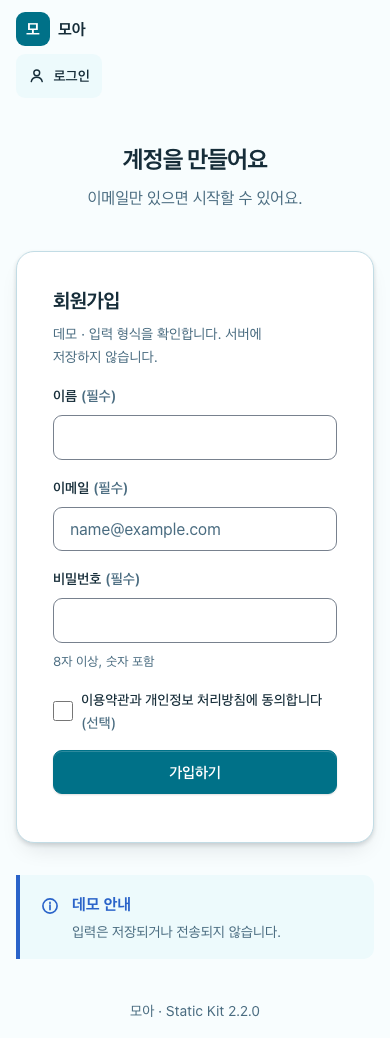 모 모아
로그인
계정을 만들어요
이메일만 있으면 시작할 수 있어요.
회원가입
데모 · 입력 형식을 확인합니다. 서버에
저장하지 않습니다.
이름 (필수)
이메일 (필수)
name@example.com
비밀번호 (필수)
8자 이상, 숫자 포함
이용약관과 개인정보 처리방침에 동의합니다
(선택)
가입하기
데모 안내
입력은 저장되거나 전송되지 않습니다.
모아 · Static Kit 2.2.0